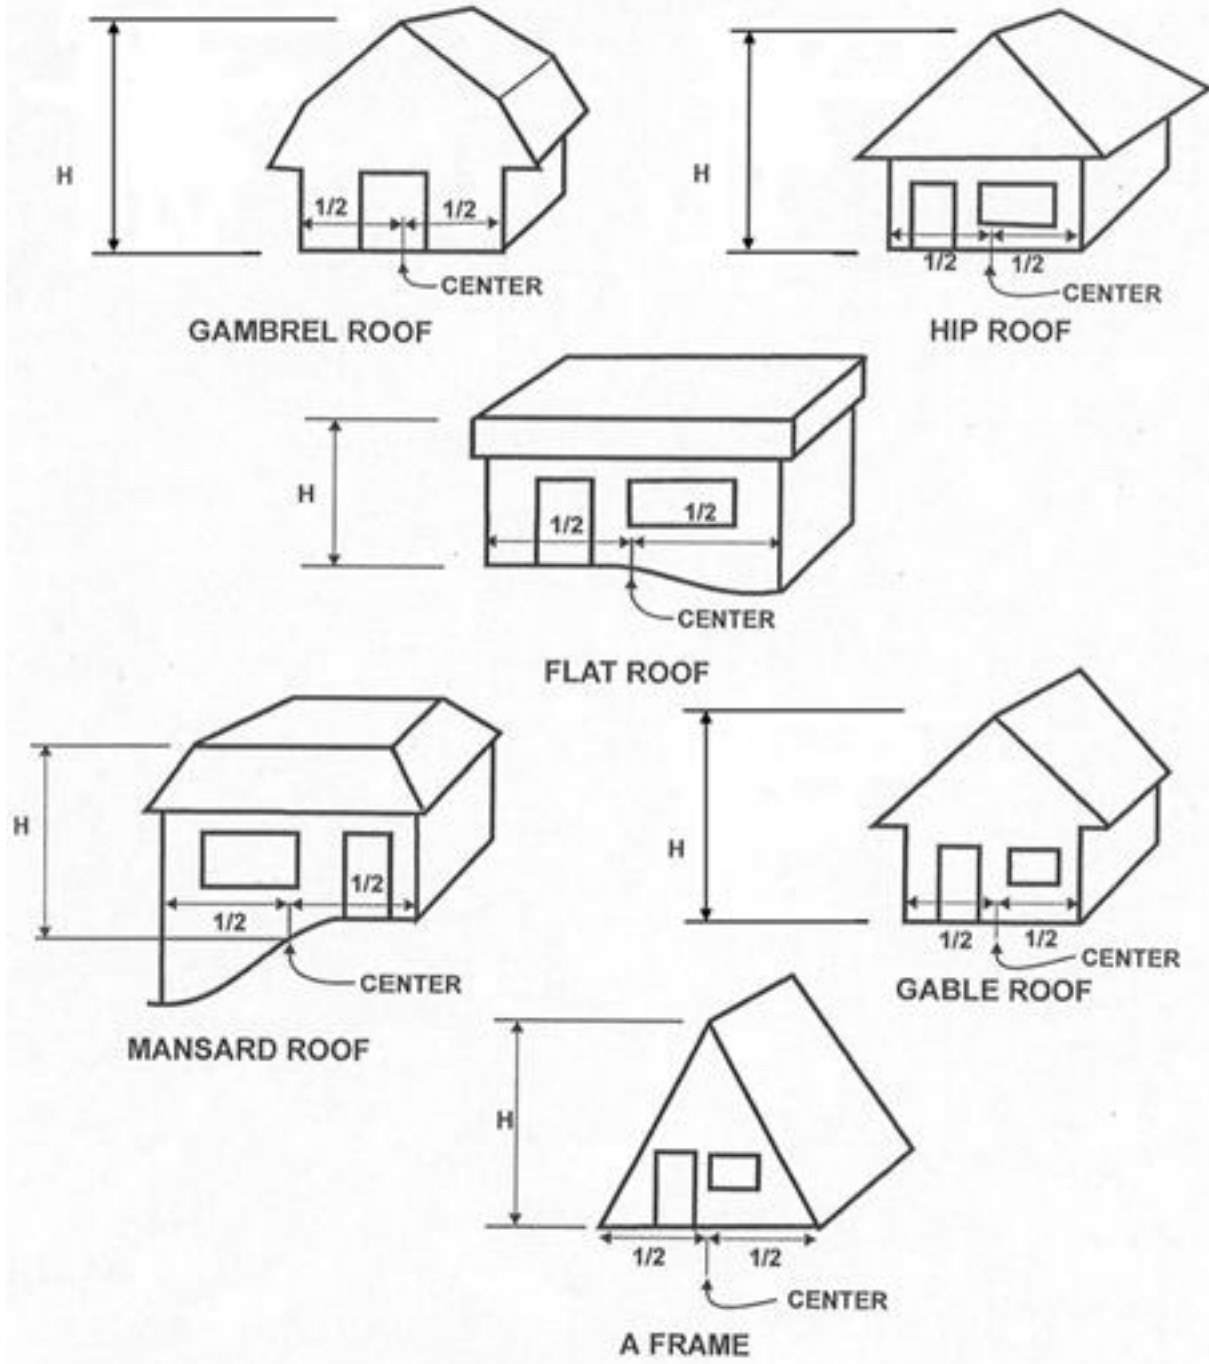 H
1/2 1/2
CENTER
GAMBREL ROOF
H
1/2 1/2
CENTER
HIP ROOF
H
1/2 1/2
CENTER
FLAT ROOF
H
1/2
1/2
CENTER
MANSARD ROOF
H
1/2 1/2
CENTER
GABLE ROOF
H
1/2 1/2
CENTER
A FRAME